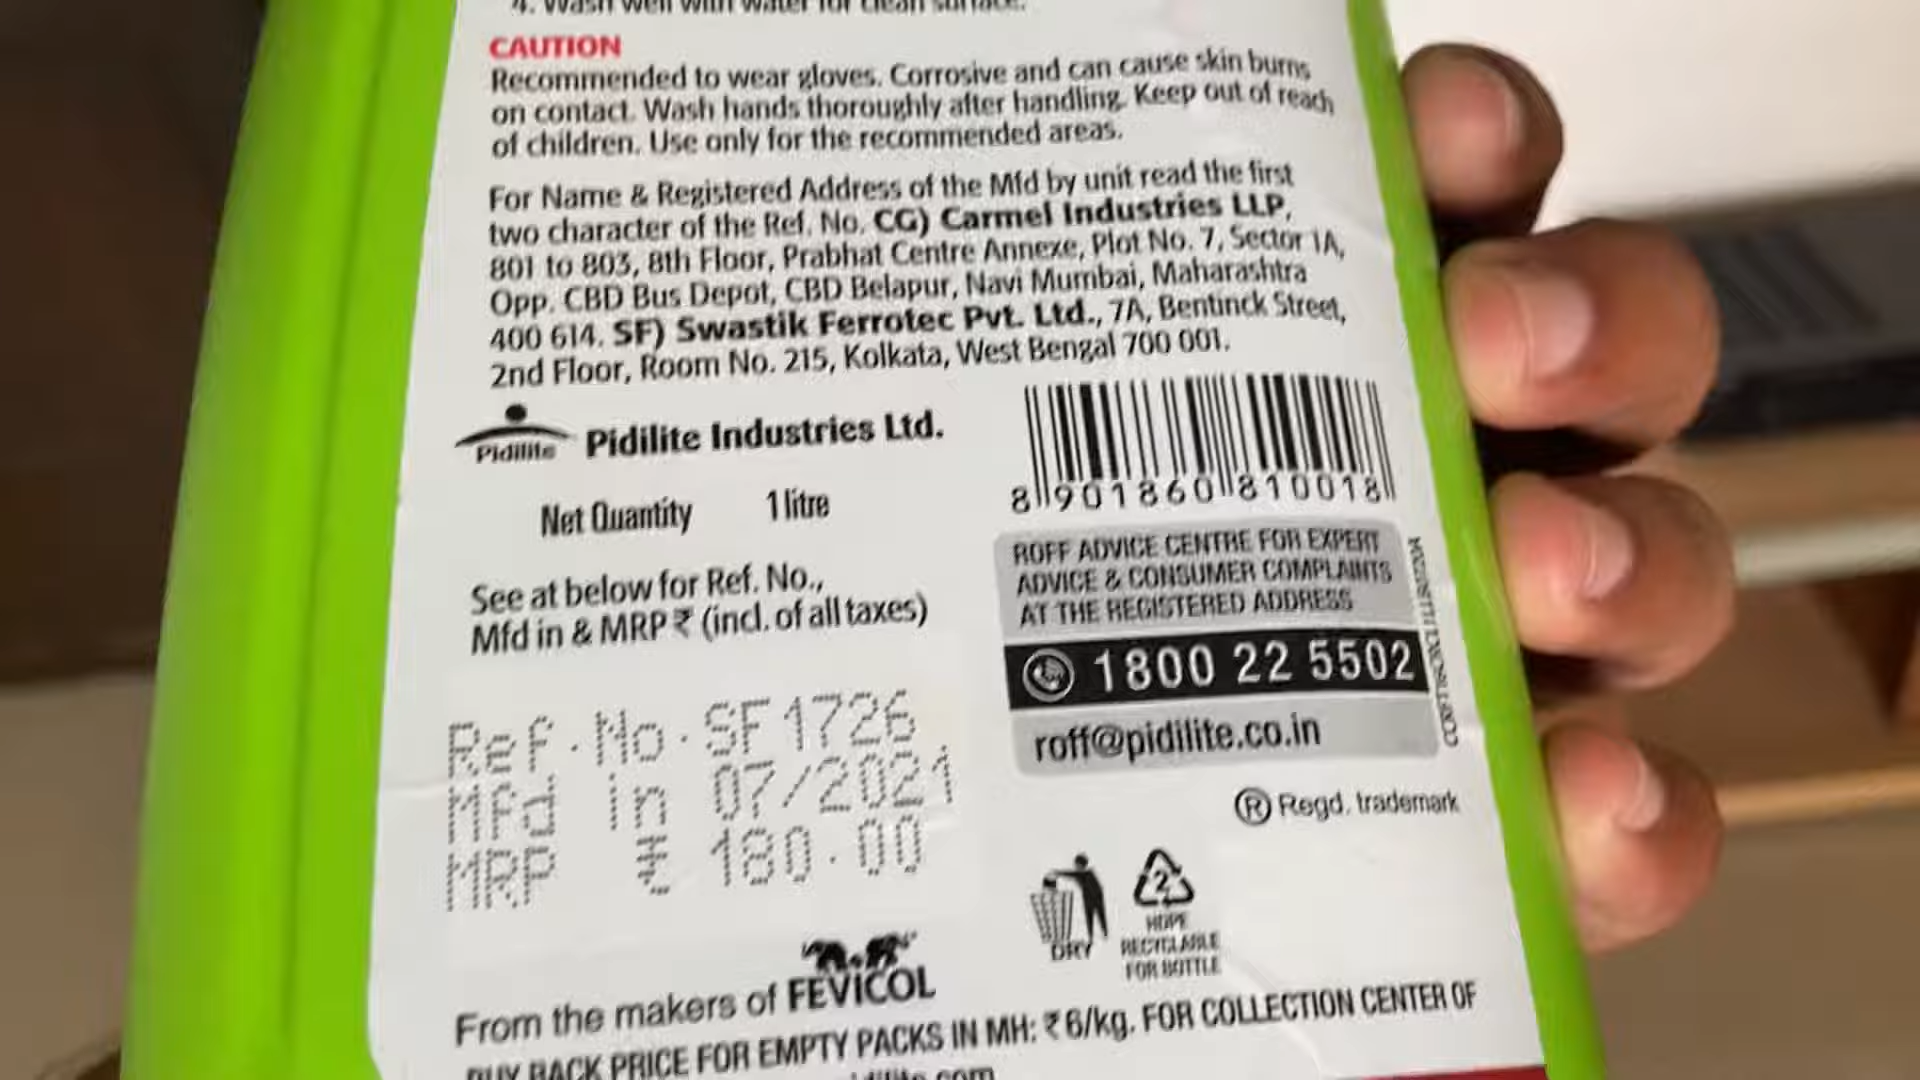 4. Wash well with water for clean surface.
CAUTION
Recommended to wear gloves. Corrosive and can cause skin burns
on contact. Wash hands thoroughly after handling. Keep out of reach
of children. Use only for the recommended areas.
For Name & Registered Address of the Mfd by unit read the first
two character of the Ref. No. CG) Carmel Industries LLP,
801 to 803, 8th Floor, Prabhat Centre Annexe, Plot No. 7, Sector 1A,
Opp. CBD Bus Depot, CBD Belapur, Navi Mumbai, Maharashtra
400 614. SF) Swastik Ferrotec Pvt. Ltd., 7A, Bentinck Street,
2nd Floor, Room No. 215, Kolkata, West Bengal 700 001.
Pidilite
Pidilite Industries Ltd.
8 901860 810018
Net Quantity 1 litre
See at below for Ref. No.,
Mfd in & MRP ₹ (incl. of all taxes)
ROFF ADVICE CENTRE FOR EXPERT
ADVICE & CONSUMER COMPLAINTS
AT THE REGISTERED ADDRESS
1800 22 5502
roff@pidilite.co.in
Ref. No. SF1726
Mfd in 07/2021
MRP ₹ 180.00
® Regd. trademark
DRY
2
HDPE
RECYCLABLE
FOR BOTTLE
From the makers of FEVICOL
BUY BACK PRICE FOR EMPTY PACKS IN MH: ₹6/kg. FOR COLLECTION CENTER OF